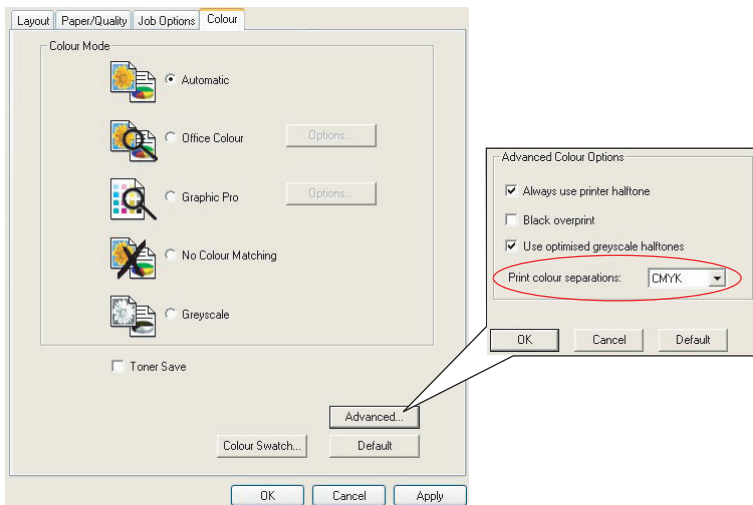 Layout
Paper/Quality
Job Options
Colour
Colour Mode
Automatic
Office Colour
Options...
Graphic Pro
Options...
No Colour Matching
Greyscale
Toner Save
Advanced...
Colour Swatch...
Default
OK
Cancel
Apply
Advanced Colour Options
Always use printer halftone
Black overprint
Use optimised greyscale halftones
Print colour separations:
CMYK
OK
Cancel
Default